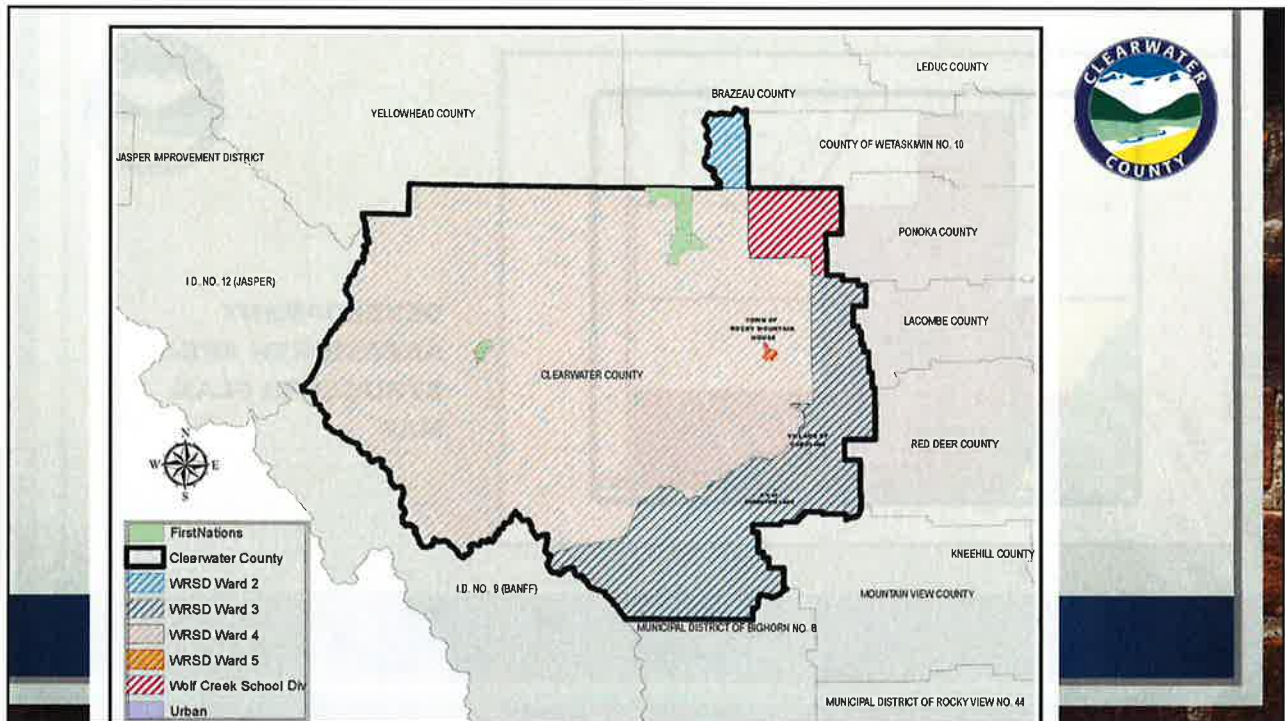 LEDUC COUNTY
BRAZEAU COUNTY
YELLOWHEAD COUNTY
COUNTY OF WETASKIWIN NO. 10
JASPER IMPROVEMENT DISTRICT
CLEARWATER
COUNTY
PONOKA COUNTY
I.D. NO. 12 (JASPER)
LACOMBE COUNTY
TOWN OF
ROCKY MOUNTAIN
HOUSE
CLEARWATER COUNTY
VILLAGE OF
CAROLINE
RED DEER COUNTY
N
W
E
S
KNEEHILL COUNTY
I.D. NO. 9 (BANFF)
MOUNTAIN VIEW COUNTY
MUNICIPAL DISTRICT OF BIGHORN NO. 8
MUNICIPAL DISTRICT OF ROCKY VIEW NO. 44
FirstNations
Clearwater County
WRSD Ward 2
WRSD Ward 3
WRSD Ward 4
WRSD Ward 5
Wolf Creek School Div
Urban